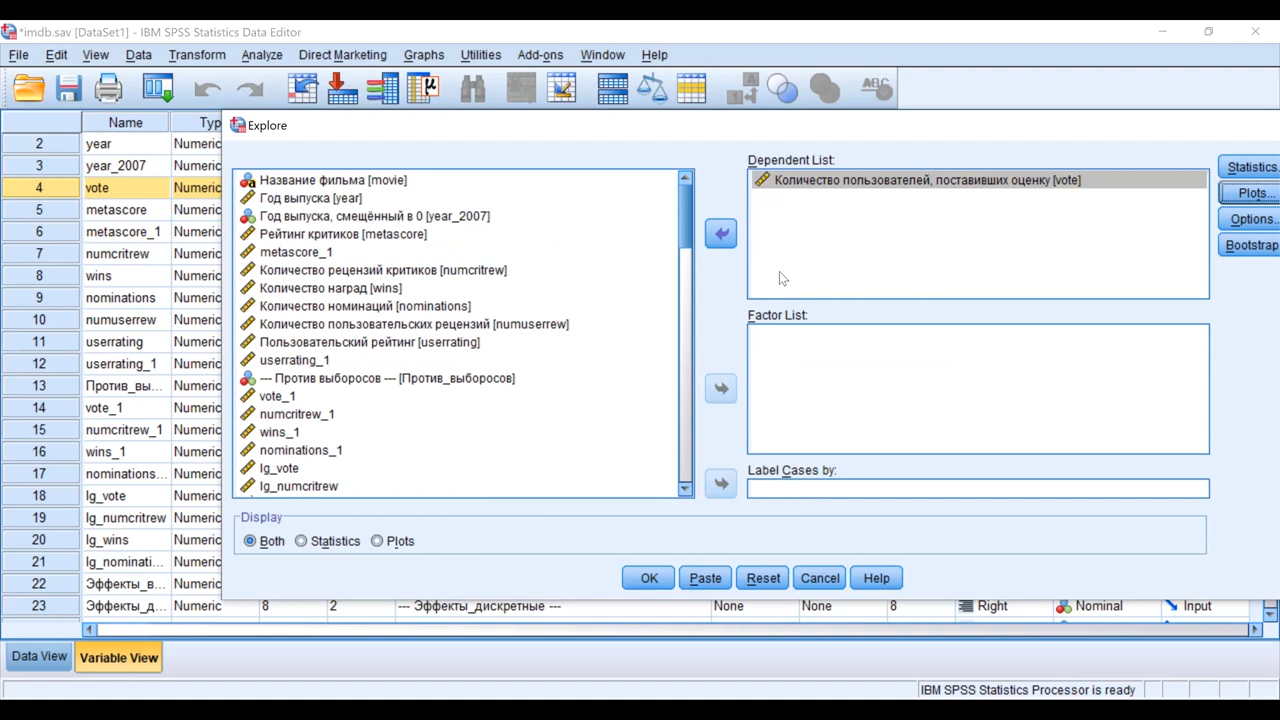 *imdb.sav [DataSet1] - IBM SPSS Statistics Data Editor
File Edit View Data Transform Analyze Direct Marketing Graphs Utilities Add-ons Window Help
Name Typ
2 year Numeric
3 year_2007 Numeric
4 vote Numeric
5 metascore Numeric
6 metascore_1 Numeric
7 numcritrew Numeric
8 wins Numeric
9 nominations Numeric
10 numuserrew Numeric
11 userrating Numeric
12 userrating_1 Numeric
13 Против_вы... Numeric
14 vote_1 Numeric
15 numcritrew_1 Numeric
16 wins_1 Numeric
17 nominations... Numeric
18 lg_vote Numeric
19 lg_numcritrew Numeric
20 lg_wins Numeric
21 lg_nominati... Numeric
22 Эффекты_в... Numeric
23 Эффекты_д... Numeric 8 2 --- Эффекты_дискретные --- None None 8 Right Nominal Input
Explore
Название фильма [movie]
Год выпуска [year]
Год выпуска, смещённый в 0 [year_2007]
Рейтинг критиков [metascore]
metascore_1
Количество рецензий критиков [numcritrew]
Количество наград [wins]
Количество номинаций [nominations]
Количество пользовательских рецензий [numuserrew]
Пользовательский рейтинг [userrating]
userrating_1
--- Против выборосов --- [Против_выборосов]
vote_1
numcritrew_1
wins_1
nominations_1
lg_vote
lg_numcritrew
Dependent List:
Количество пользователей, поставивших оценку [vote]
Factor List:
Label Cases by:
Statistics.
Plots...
Options..
Bootstrap
Display
Both Statistics Plots
OK Paste Reset Cancel Help
Data View Variable View
IBM SPSS Statistics Processor is ready